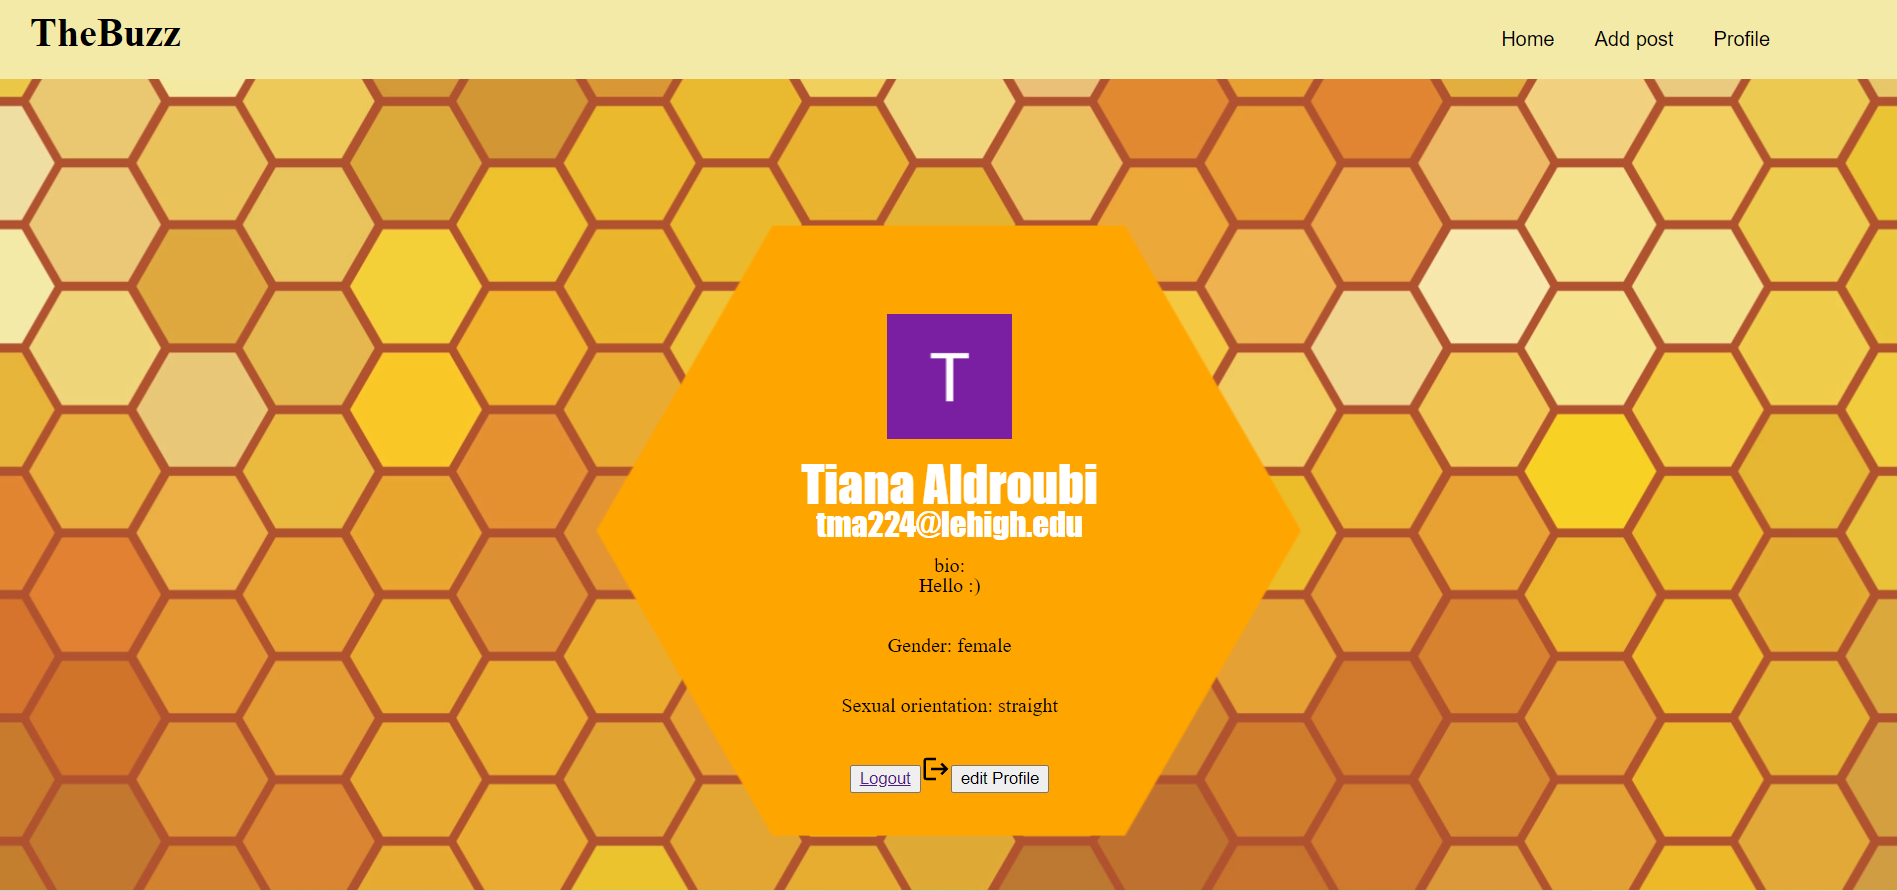 TheBuzz
Home Add post Profile
T
Tiana Aldroubi
tma224@lehigh.edu
bio:
Hello :)
Gender: female
Sexual orientation: straight
Logout edit Profile